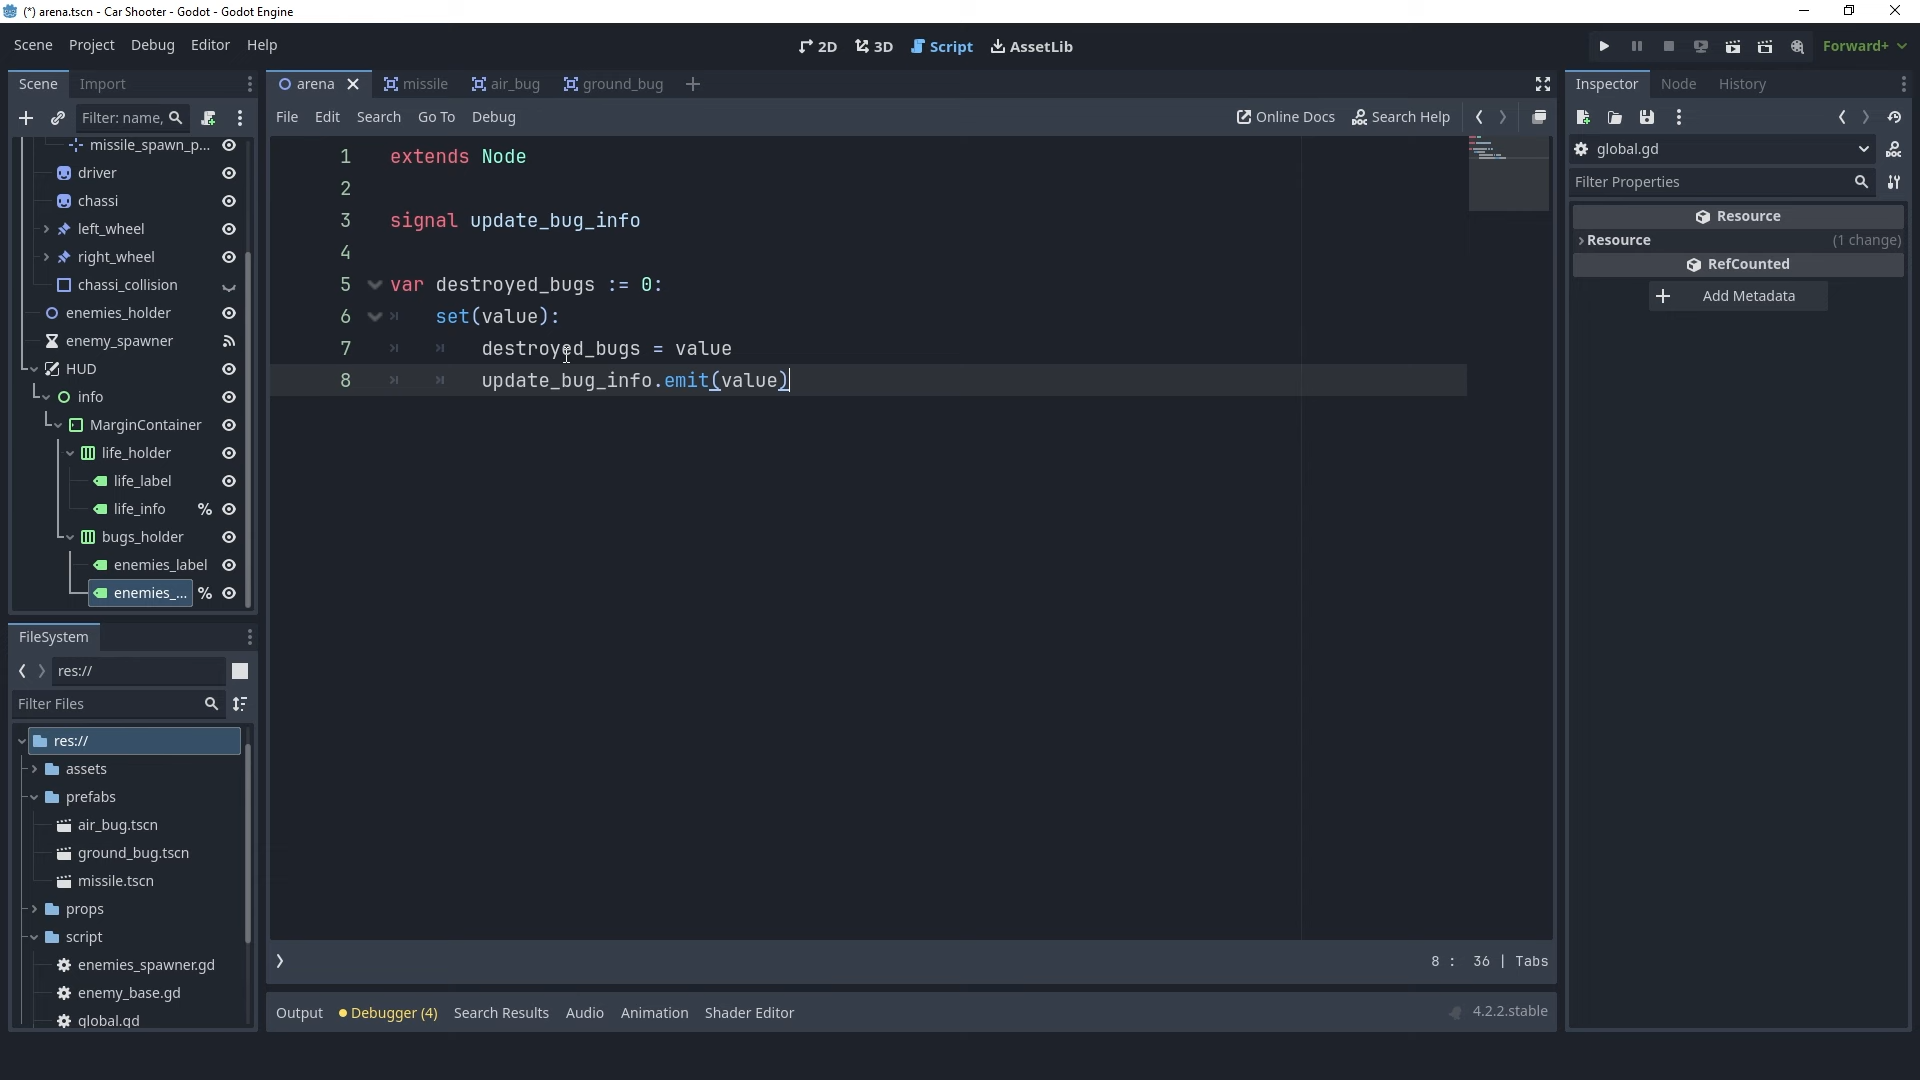 (*) arena.tscn - Car Shooter - Godot - Godot Engine
Scene Project Debug Editor Help
2D 3D Script AssetLib
Forward+
Scene Import
arena missile air_bug ground_bug
Inspector Node History
Filter: name,
File Edit Search Go To Debug
Online Docs Search Help
missile_spawn_p...
driver
chassi
left_wheel
right_wheel
chassi_collision
enemies_holder
enemy_spawner
HUD
info
MarginContainer
life_holder
life_label
life_info %
bugs_holder
enemies_label
enemies_... %
1 extends Node
2
3 signal update_bug_info
4
5 var destroyed_bugs := 0:
6 set(value):
7 destroyed_bugs = value
8 update_bug_info.emit(value)
8 : 36 | Tabs
global.gd
Filter Properties
Resource
Resource (1 change)
RefCounted
Add Metadata
FileSystem
res://
Filter Files
res://
assets
prefabs
air_bug.tscn
ground_bug.tscn
missile.tscn
props
script
enemies_spawner.gd
enemy_base.gd
global.gd
Output Debugger (4) Search Results Audio Animation Shader Editor
4.2.2.stable